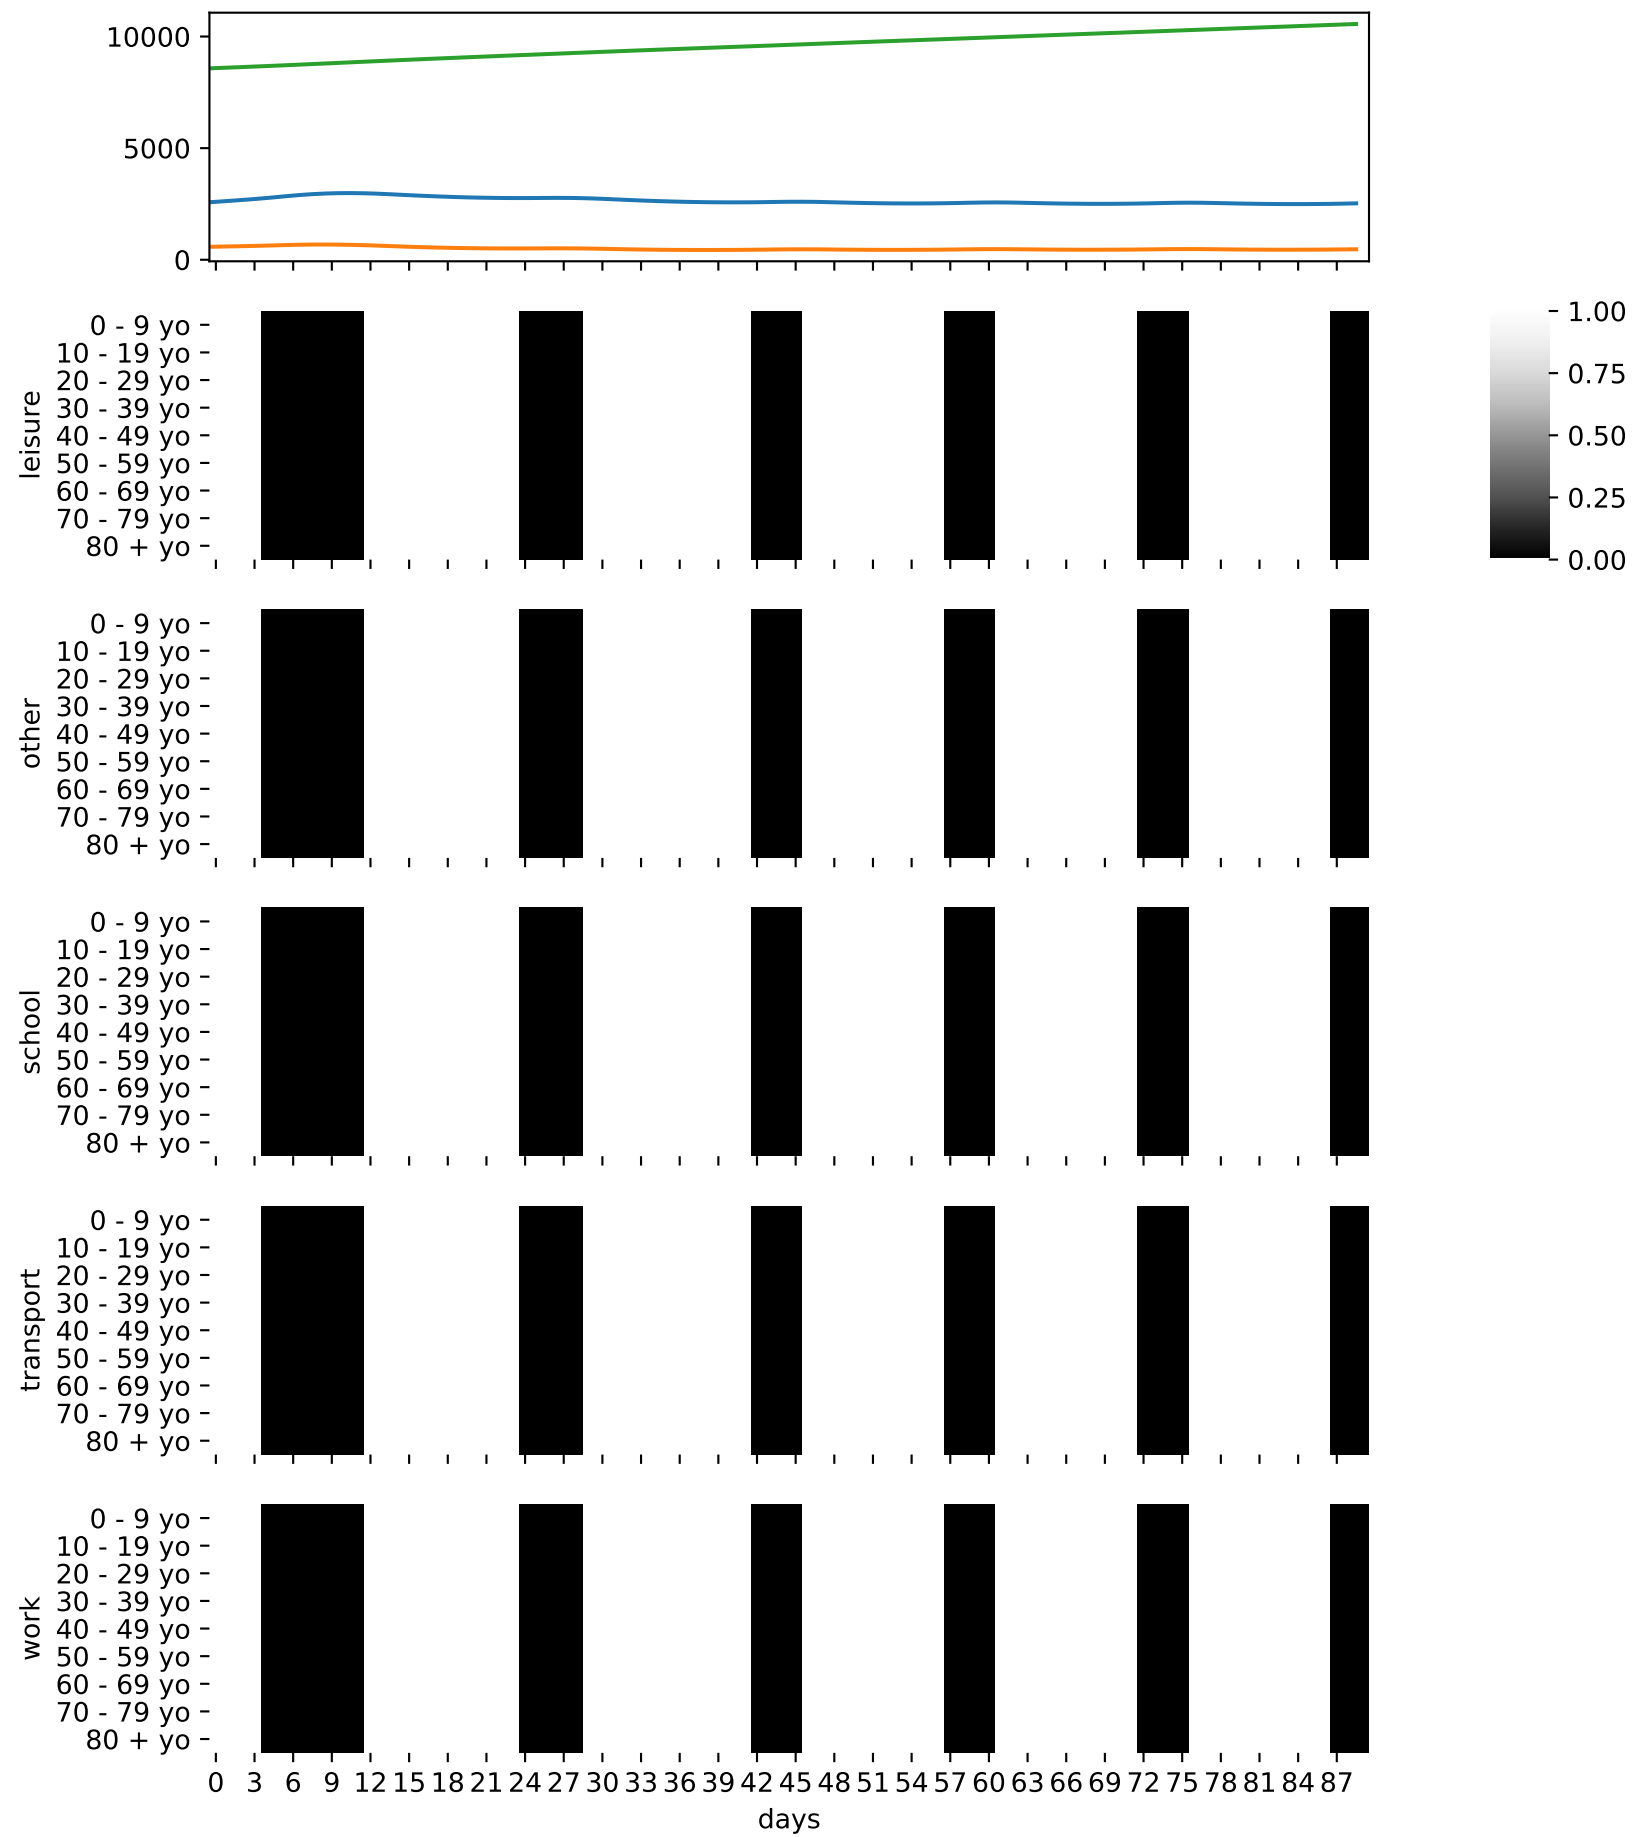 10000
5000
0
leisure
0 - 9 yo
10 - 19 yo
20 - 29 yo
30 - 39 yo
40 - 49 yo
50 - 59 yo
60 - 69 yo
70 - 79 yo
80 + yo
1.00
0.75
0.50
0.25
0.00
other
0 - 9 yo
10 - 19 yo
20 - 29 yo
30 - 39 yo
40 - 49 yo
50 - 59 yo
60 - 69 yo
70 - 79 yo
80 + yo
school
0 - 9 yo
10 - 19 yo
20 - 29 yo
30 - 39 yo
40 - 49 yo
50 - 59 yo
60 - 69 yo
70 - 79 yo
80 + yo
transport
0 - 9 yo
10 - 19 yo
20 - 29 yo
30 - 39 yo
40 - 49 yo
50 - 59 yo
60 - 69 yo
70 - 79 yo
80 + yo
work
0 - 9 yo
10 - 19 yo
20 - 29 yo
30 - 39 yo
40 - 49 yo
50 - 59 yo
60 - 69 yo
70 - 79 yo
80 + yo
0 3 6 9 12 15 18 21 24 27 30 33 36 39 42 45 48 51 54 57 60 63 66 69 72 75 78 81 84 87
days